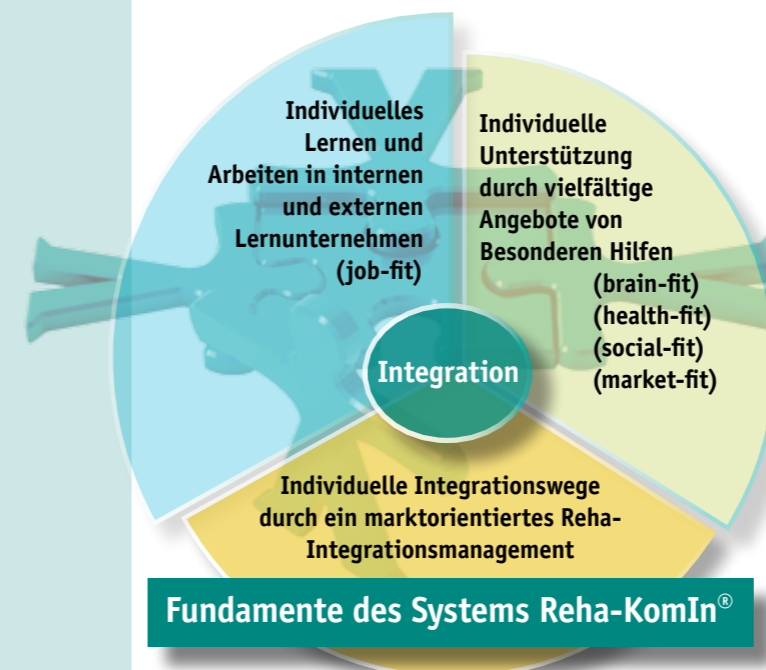 Individuelles
Lernen und
Arbeiten in internen
und externen
Lernunternehmen
(job-fit)
Individuelle
Unterstützung
durch vielfältige
Angebote von
Besonderen Hilfen
(brain-fit)
(health-fit)
(social-fit)
(market-fit)
Integration
Individuelle Integrationswege
durch ein marktorientiertes Reha-
Integrationsmanagement
Fundamente des Systems Reha-KomIn®